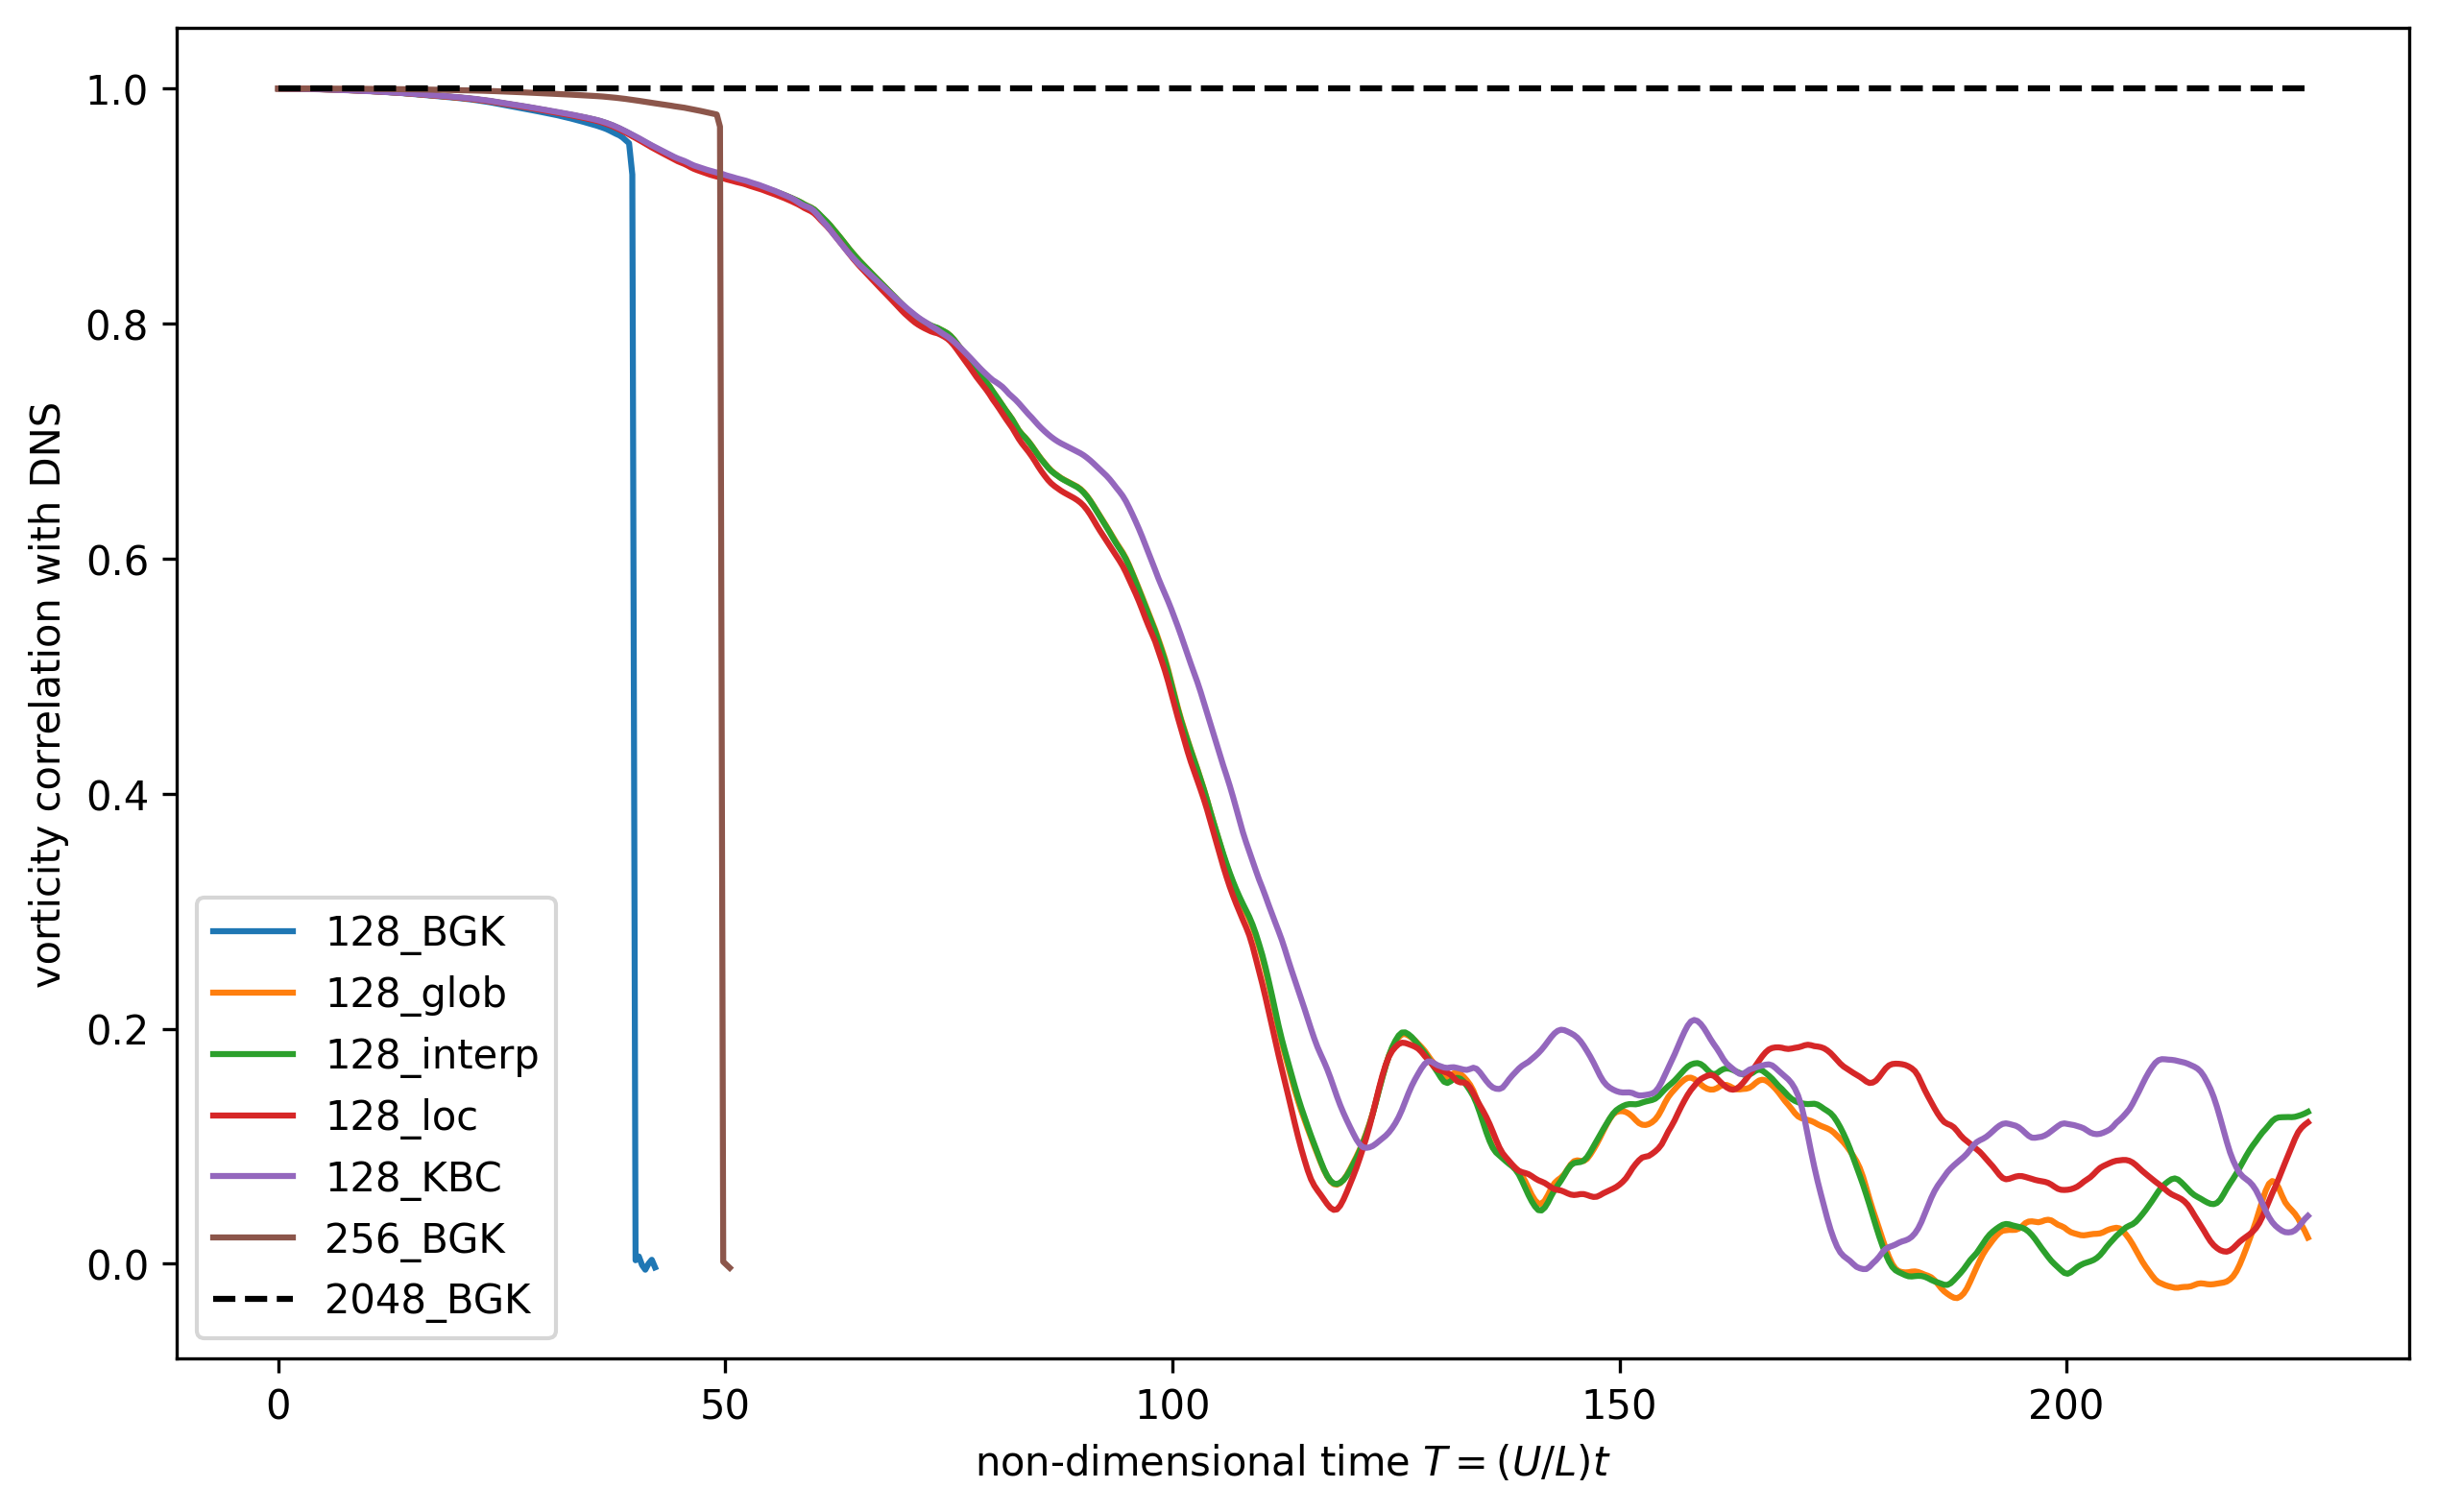 vorticity correlation with DNS
1.0
0.8
0.6
0.4
0.2
0.0
128_BGK
128_glob
128_interp
128_loc
128_KBC
256_BGK
2048_BGK
0 50 100 150 200
non-dimensional time T = (U/L)t